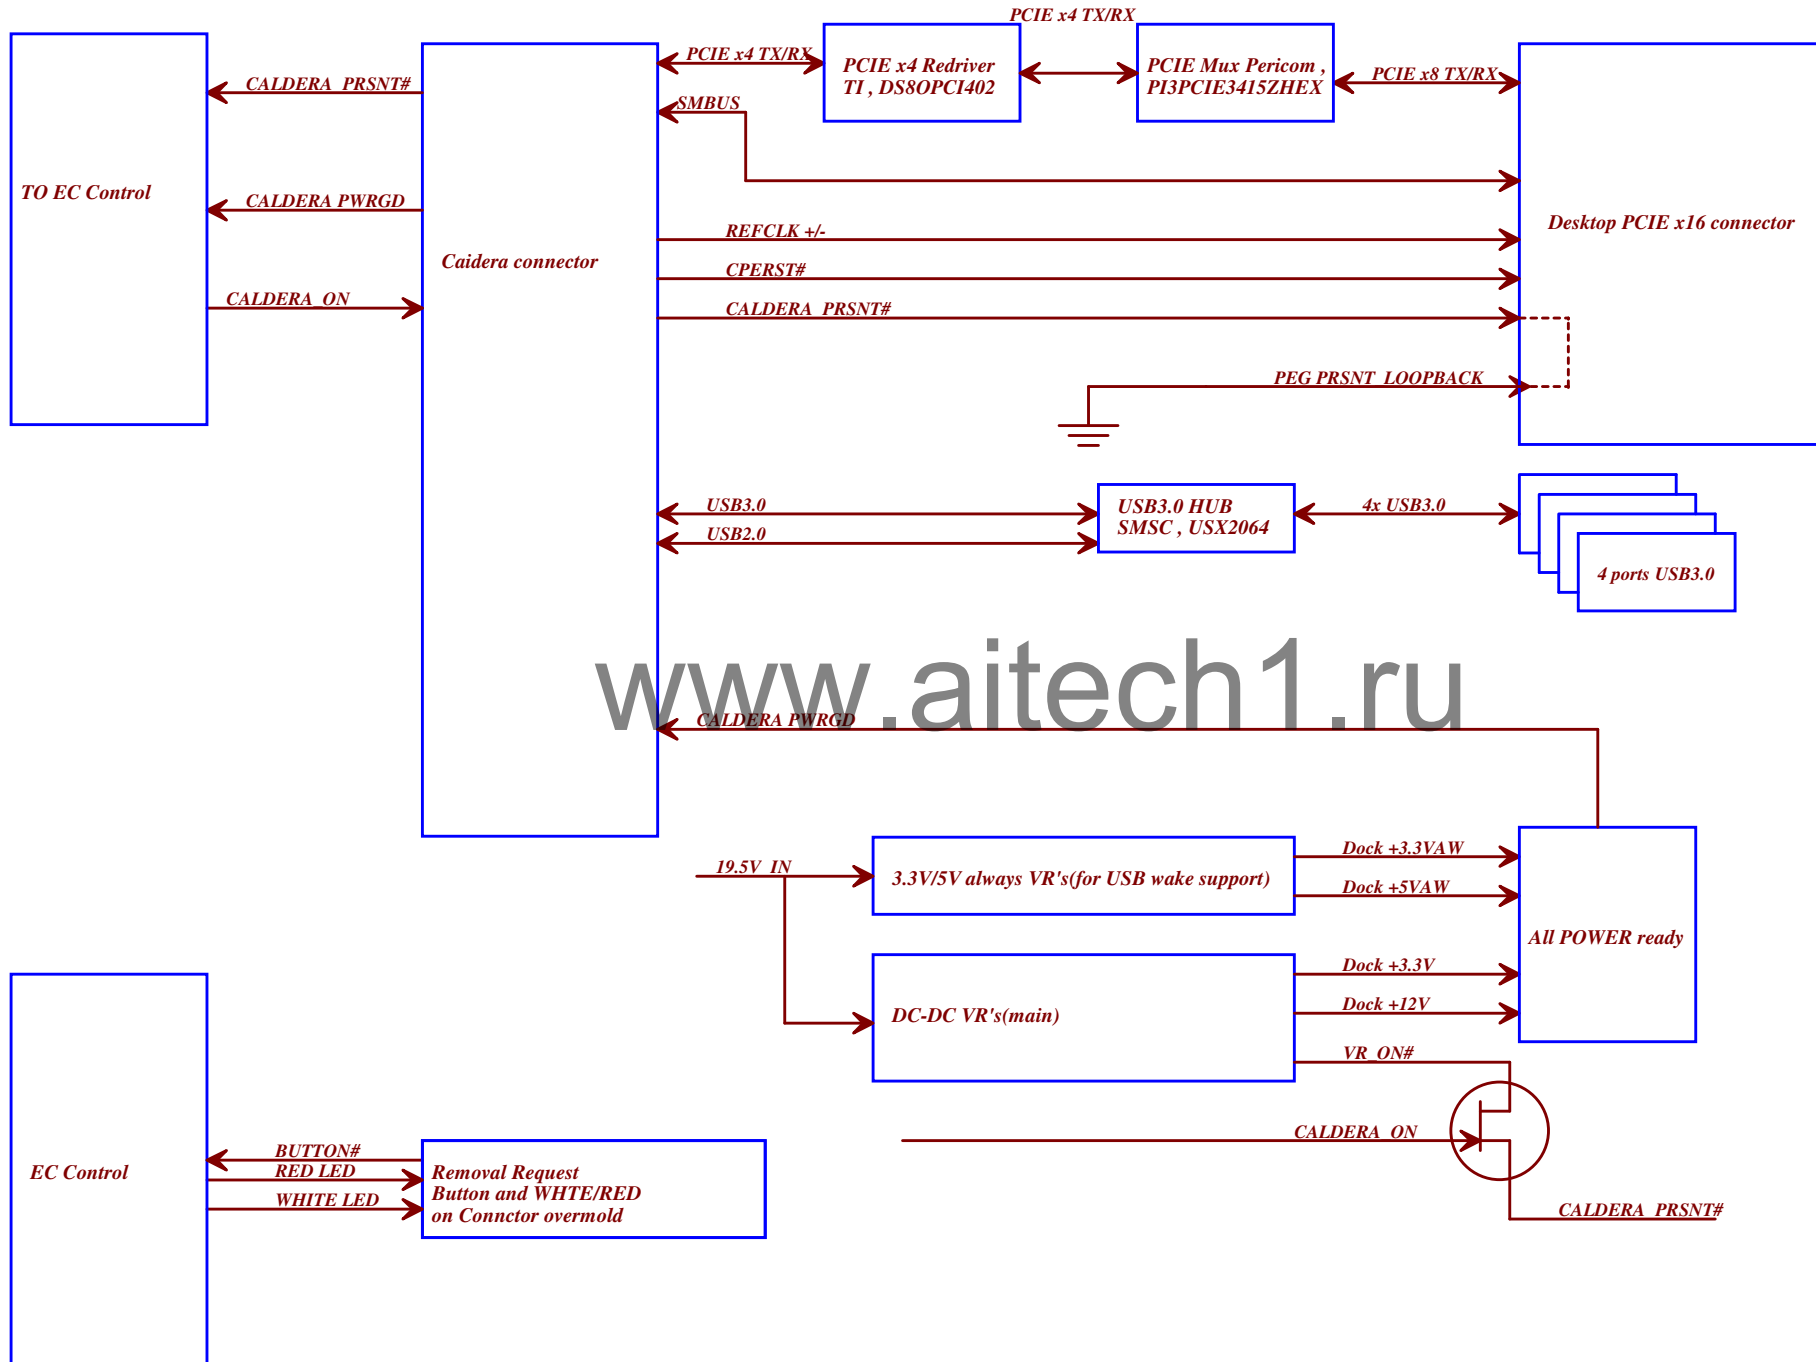 PCIE x4 TX/RX
TO EC Control
CALDERA_PRSNT#
CALDERA PWRGD
CALDERA_ON
Caidera connector
PCIE x4 TX/RX
PCIE x4 Redriver
TI , DS8OPCI402
PCIE Mux Pericom ,
PI3PCIE3415ZHEX
PCIE x8 TX/RX
SMBUS
REFCLK +/-
CPERST#
CALDERA_PRSNT#
PEG PRSNT_LOOPBACK
Desktop PCIE x16 connector
USB3.0
USB2.0
USB3.0 HUB
SMSC , USX2064
4x USB3.0
4 ports USB3.0
www.aitech1.ru
CALDERA PWRGD
19.5V_IN
3.3V/5V always VR's(for USB wake support)
Dock +3.3VAW
Dock +5VAW
All POWER ready
DC-DC VR's(main)
Dock +3.3V
Dock +12V
VR_ON#
CALDERA_ON
CALDERA_PRSNT#
EC Control
BUTTON#
RED LED
WHITE LED
Removal Request
Button and WHTE/RED
on Connctor overmold